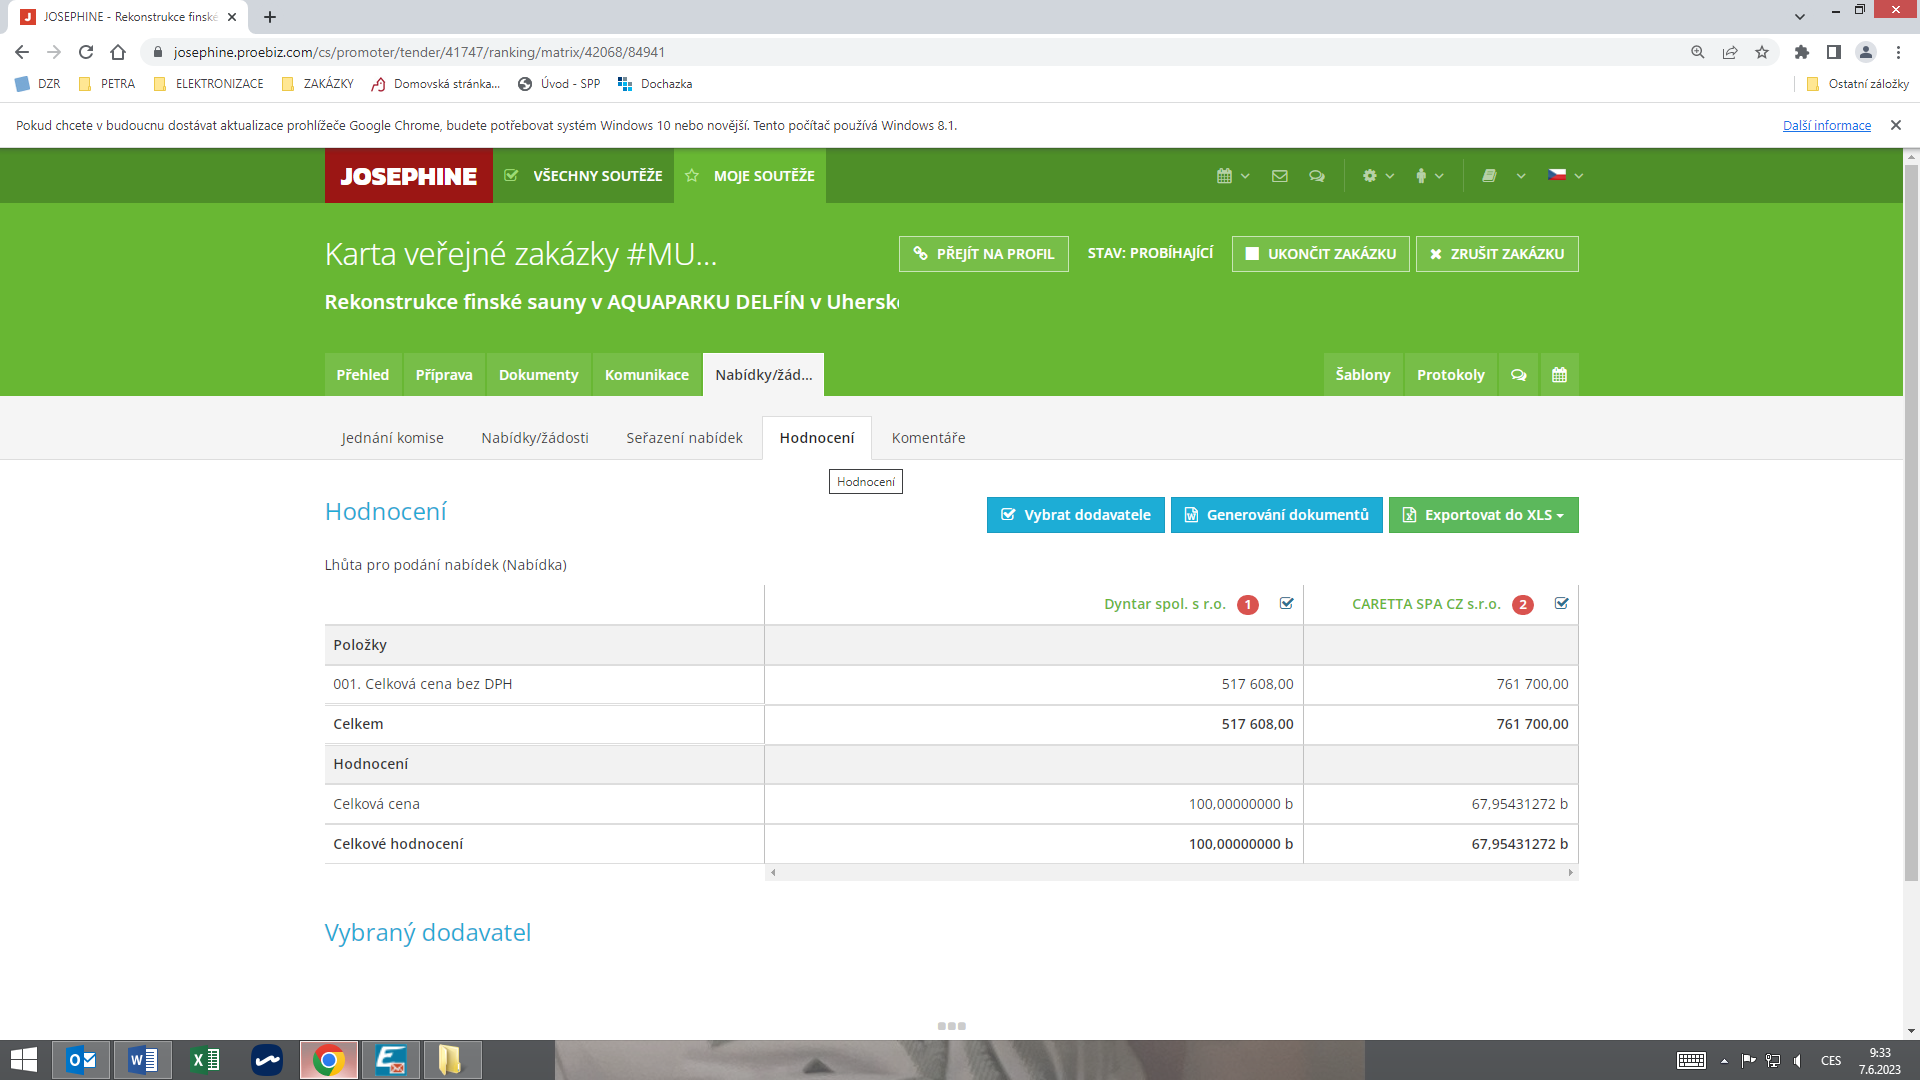 JOSEPHINE - Rekonstrukce finské
josephine.proebiz.com/cs/promoter/tender/41747/ranking/matrix/42068/84941
DZR PETRA ELEKTRONIZACE ZAKÁZKY Domovská stránka... Úvod - SPP Dochazka Ostatní záložky
Pokud chcete v budoucnu dostávat aktualizace prohlížeče Google Chrome, budete potřebovat systém Windows 10 nebo novější. Tento počítač používá Windows 8.1. Další informace
JOSEPHINE VŠECHNY SOUTĚŽE MOJE SOUTĚŽE
Karta veřejné zakázky #MU... PŘEJÍT NA PROFIL STAV: PROBÍHAJÍCÍ UKONČIT ZAKÁZKU ZRUŠIT ZAKÁZKU
Rekonstrukce finské sauny v AQUAPARKU DELFÍN v Uhersk
Přehled Příprava Dokumenty Komunikace Nabídky/žád... Šablony Protokoly
Jednání komise Nabídky/žádosti Seřazení nabídek Hodnocení Komentáře
Hodnocení
Hodnocení Vybrat dodavatele Generování dokumentů Exportovat do XLS
Lhůta pro podání nabídek (Nabídka)
Dyntar spol. s r.o. 1 CARETTA SPA CZ s.r.o. 2
Položky
001. Celková cena bez DPH 517 608,00 761 700,00
Celkem 517 608,00 761 700,00
Hodnocení
Celková cena 100,00000000 b 67,95431272 b
Celkové hodnocení 100,00000000 b 67,95431272 b
Vybraný dodavatel
CES 9:33
7.6.2023